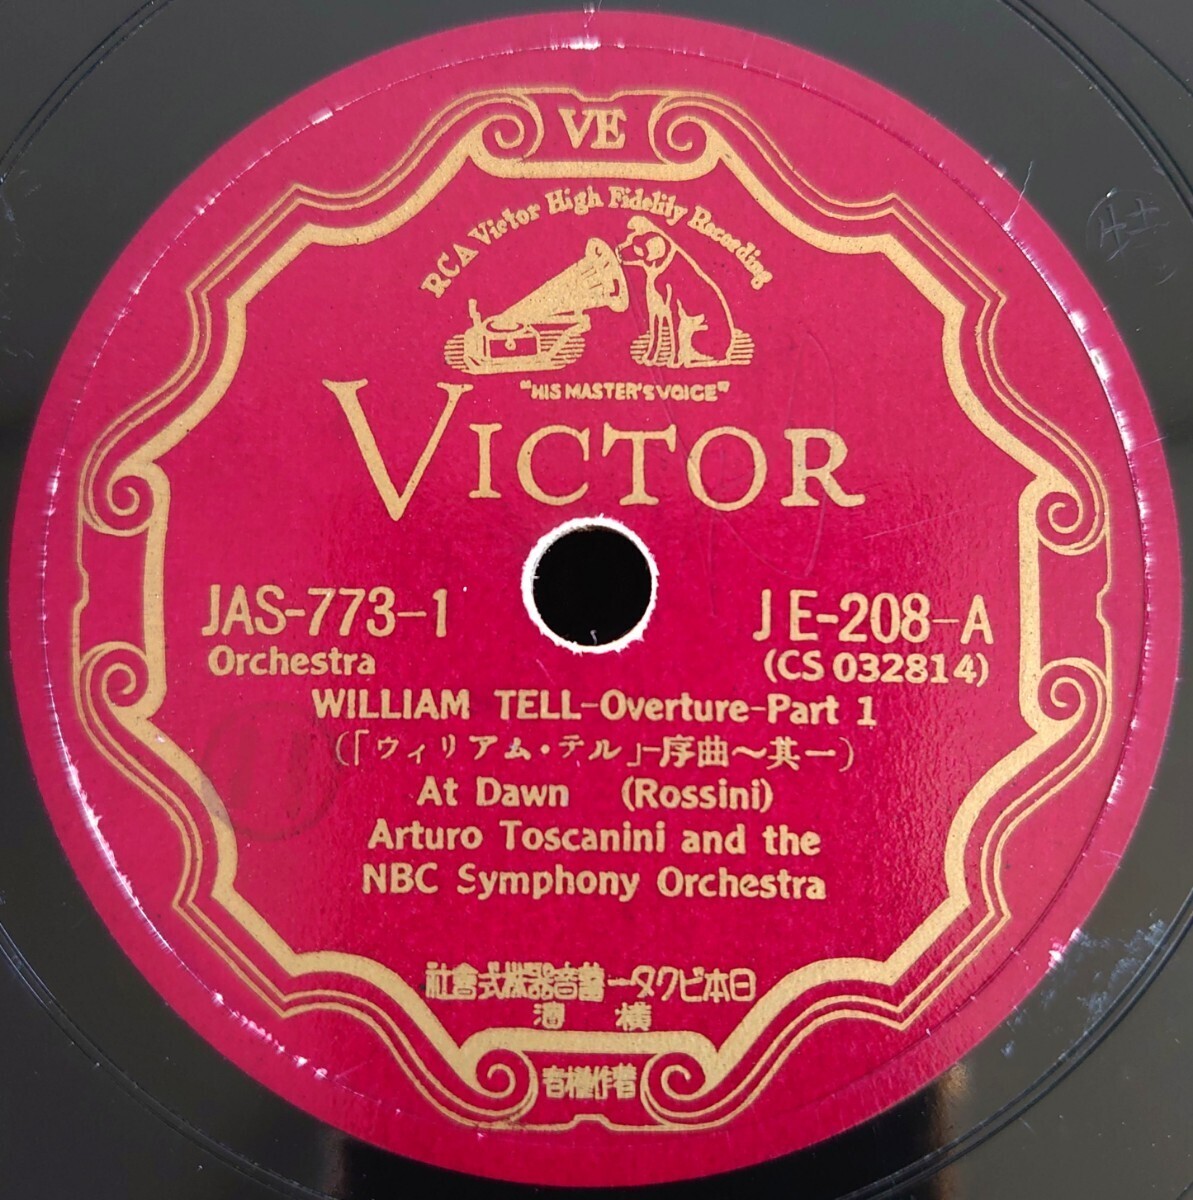 VE
RCA Victor High Fidelity Recording
"HIS MASTER'S VOICE"
VICTOR
JAS-773-1
JE-208-A
Orchestra
(CS 032814)
WILLIAM TELL-Overture-Part 1
(「ウィリアム・テル」-序曲~其一)
At Dawn (Rossini)
Arturo Toscanini and the
NBC Symphony Orchestra
社會式株器音蓄ータクビ本日
濱橫
有權作著